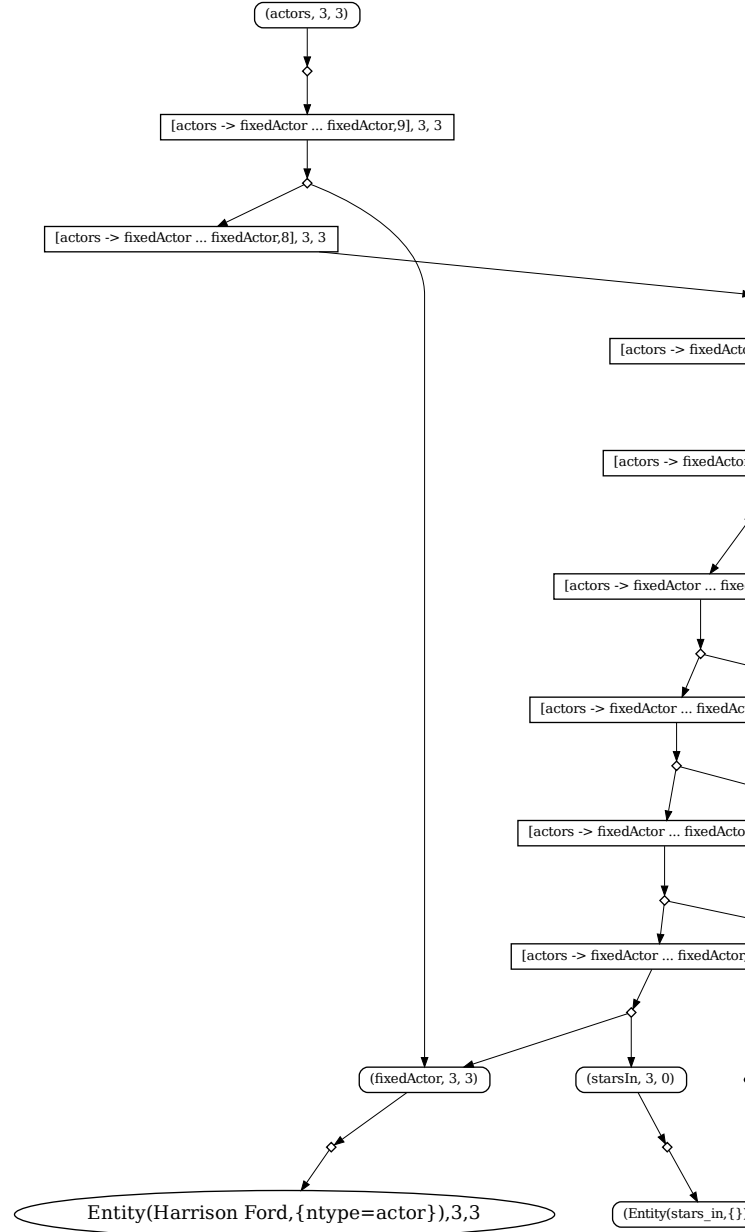 (actors, 3, 3)
[actors -> fixedActor ... fixedActor,9], 3, 3
[actors -> fixedActor ... fixedActor,8], 3, 3
[actors -> fixedActo
[actors -> fixedActor
[actors -> fixedActor ... fixe
[actors -> fixedActor ... fixedAc
[actors -> fixedActor ... fixedActo
[actors -> fixedActor ... fixedActor,
(fixedActor, 3, 3)
(starsIn, 3, 0)
Entity(Harrison Ford,{ntype=actor}),3,3
(Entity(stars_in,{}